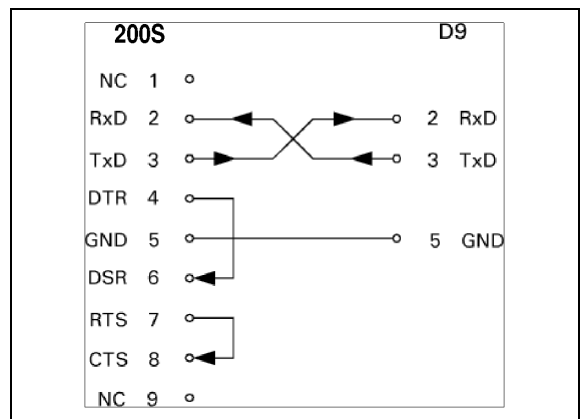 200S D9
NC 1
RxD 2 2 RxD
TxD 3 3 TxD
DTR 4
GND 5 5 GND
DSR 6
RTS 7
CTS 8
NC 9